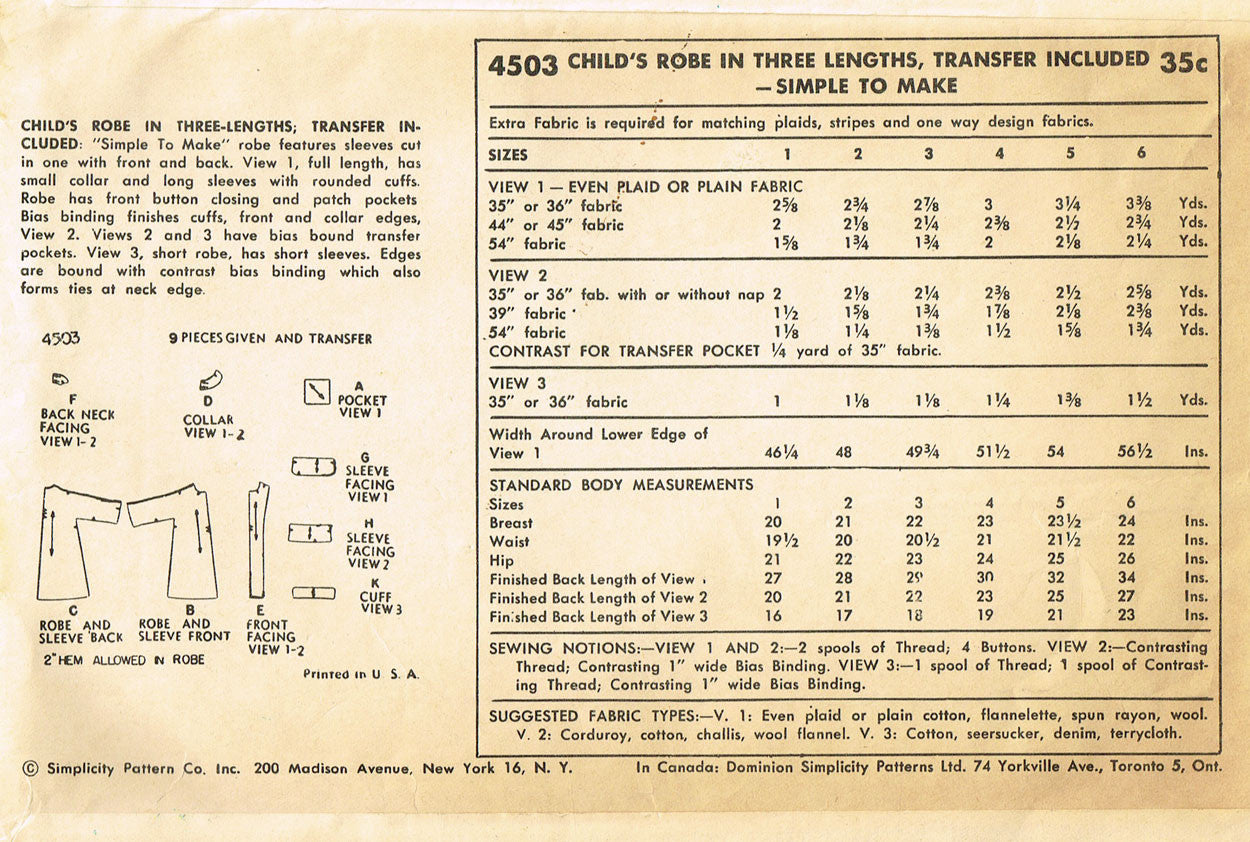 CHILD'S ROBE IN THREE-LENGTHS; TRANSFER IN-
CLUDED: "Simple To Make" robe features sleeves cut
in one with front and back. View 1, full length, has
small collar and long sleeves with rounded cuffs.
Robe has front button closing and patch pockets
Bias binding finishes cuffs, front and collar edges,
View 2. Views 2 and 3 have bias bound transfer
pockets. View 3, short robe, has short sleeves. Edges
are bound with contrast bias binding which also
forms ties at neck edge.
4503 9 PIECES GIVEN AND TRANSFER
F
BACK NECK
FACING
VIEW 1-2
D
COLLAR
VIEW 1-2
A
POCKET
VIEW 1
G
SLEEVE
FACING
VIEW 1
H
SLEEVE
FACING
VIEW 2
K
CUFF
VIEW 3
C
ROBE AND
SLEEVE BACK
B
ROBE AND
SLEEVE FRONT
E
FRONT
FACING
VIEW 1-2
2" HEM ALLOWED IN ROBE
Printed in U S. A.
4503 CHILD'S ROBE IN THREE LENGTHS, TRANSFER INCLUDED 35c
—SIMPLE TO MAKE
Extra Fabric is required for matching plaids, stripes and one way design fabrics.
SIZES 1 2 3 4 5 6
VIEW 1 — EVEN PLAID OR PLAIN FABRIC
35" or 36" fabric 2⅝ 2¾ 2⅞ 3 3¼ 3⅜ Yds.
44" or 45" fabric 2 2⅛ 2¼ 2⅜ 2½ 2¾ Yds.
54" fabric 1⅝ 1¾ 1¾ 2 2⅛ 2¼ Yds.
VIEW 2
35" or 36" fab. with or without nap 2 2⅛ 2¼ 2⅜ 2½ 2⅝ Yds.
39" fabric 1½ 1⅝ 1¾ 1⅞ 2⅛ 2⅜ Yds.
54" fabric 1⅛ 1¼ 1⅜ 1½ 1⅝ 1¾ Yds.
CONTRAST FOR TRANSFER POCKET ¼ yard of 35" fabric.
VIEW 3
35" or 36" fabric 1 1⅛ 1⅛ 1¼ 1⅜ 1½ Yds.
Width Around Lower Edge of
View 1 46¼ 48 49¾ 51½ 54 56½ Ins.
STANDARD BODY MEASUREMENTS
Sizes 1 2 3 4 5 6
Breast 20 21 22 23 23½ 24 Ins.
Waist 19½ 20 20½ 21 21½ 22 Ins.
Hip 21 22 23 24 25 26 Ins.
Finished Back Length of View 27 28 29 30 32 34 Ins.
Finished Back Length of View 2 20 21 22 23 25 27 Ins.
Finished Back Length of View 3 16 17 18 19 21 23 Ins.
SEWING NOTIONS:—VIEW 1 AND 2:—2 spools of Thread; 4 Buttons. VIEW 2:—Contrasting
Thread; Contrasting 1" wide Bias Binding. VIEW 3:—1 spool of Thread; 1 spool of Contrast-
ing Thread; Contrasting 1" wide Bias Binding.
SUGGESTED FABRIC TYPES:—V. 1: Even plaid or plain cotton, flannelette, spun rayon, wool.
V. 2: Corduroy, cotton, challis, wool flannel. V. 3: Cotton, seersucker, denim, terrycloth.
© Simplicity Pattern Co. Inc. 200 Madison Avenue, New York 16, N. Y. In Canada: Dominion Simplicity Patterns Ltd. 74 Yorkville Ave., Toronto 5, Ont.